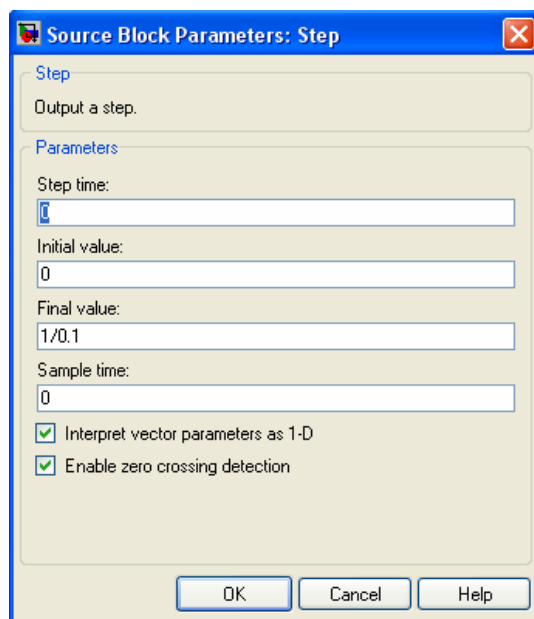 Source Block Parameters: Step
Step
Output a step.
Parameters
Step time:
0
Initial value:
0
Final value:
1/0.1
Sample time:
0
Interpret vector parameters as 1-D
Enable zero crossing detection
OK
Cancel
Help